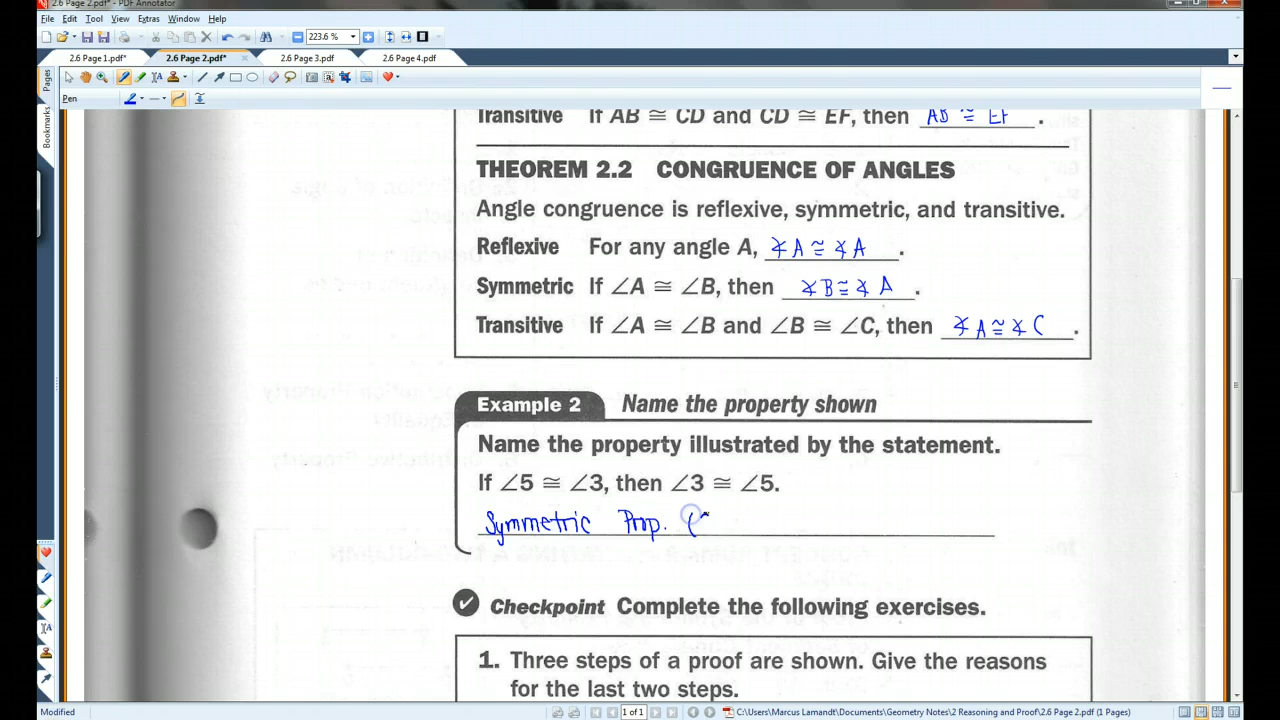 2.6 Page 2.pdf* - PDF Annotator
File Edit Tool View Extras Window Help
223.6 %
2.6 Page 1.pdf* 2.6 Page 2.pdf* 2.6 Page 3.pdf 2.6 Page 4.pdf
Pen
Pages
Bookmarks
Transitive If AB ≅ CD and CD ≅ EF, then AB ≅ EF.
THEOREM 2.2 CONGRUENCE OF ANGLES
Angle congruence is reflexive, symmetric, and transitive.
Reflexive For any angle A, ∡A ≅ ∡A.
Symmetric If ∠A ≅ ∠B, then ∡B ≅ ∡A.
Transitive If ∠A ≅ ∠B and ∠B ≅ ∠C, then ∡A ≅ ∡C.
Example 2 Name the property shown
Name the property illustrated by the statement.
If ∠5 ≅ ∠3, then ∠3 ≅ ∠5.
Symmetric Prop. (
Checkpoint Complete the following exercises.
1. Three steps of a proof are shown. Give the reasons
for the last two steps.
Modified 1 of 1 C:\Users\Marcus Lamandt\Documents\Geometry Notes\2 Reasoning and Proof\2.6 Page 2.pdf (1 Pages)